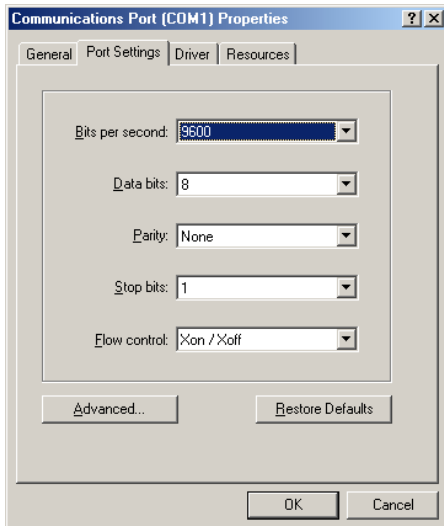 Communications Port (COM1) Properties
General Port Settings Driver Resources
Bits per second: 9600
Data bits: 8
Parity: None
Stop bits: 1
Flow control: Xon / Xoff
Advanced... Restore Defaults
OK Cancel